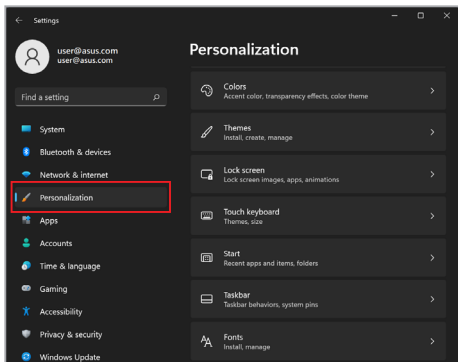 Settings
user@asus.com
user@asus.com
Find a setting
System
Bluetooth & devices
Network & internet
Personalization
Apps
Accounts
Time & language
Gaming
Accessibility
Privacy & security
Windows Update
Personalization
Colors
Accent color, transparency effects, color theme
Themes
Install, create, manage
Lock screen
Lock screen images, apps, animations
Touch keyboard
Themes, size
Start
Recent apps and items, folders
Taskbar
Taskbar behaviors, system pins
Fonts
Install, manage